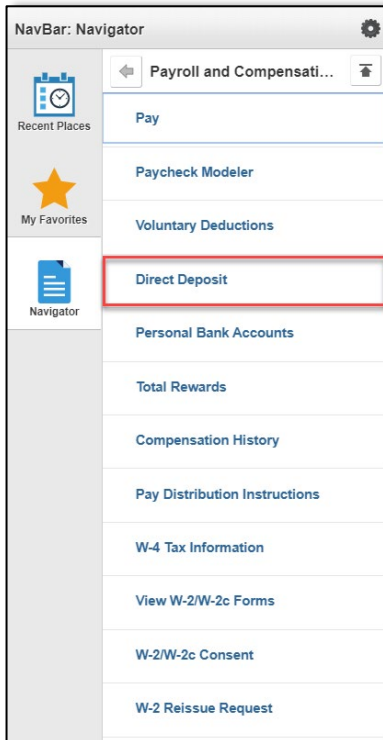 NavBar: Navigator
Payroll and Compensati...
Recent Places
My Favorites
Navigator
Pay
Paycheck Modeler
Voluntary Deductions
Direct Deposit
Personal Bank Accounts
Total Rewards
Compensation History
Pay Distribution Instructions
W-4 Tax Information
View W-2/W-2c Forms
W-2/W-2c Consent
W-2 Reissue Request